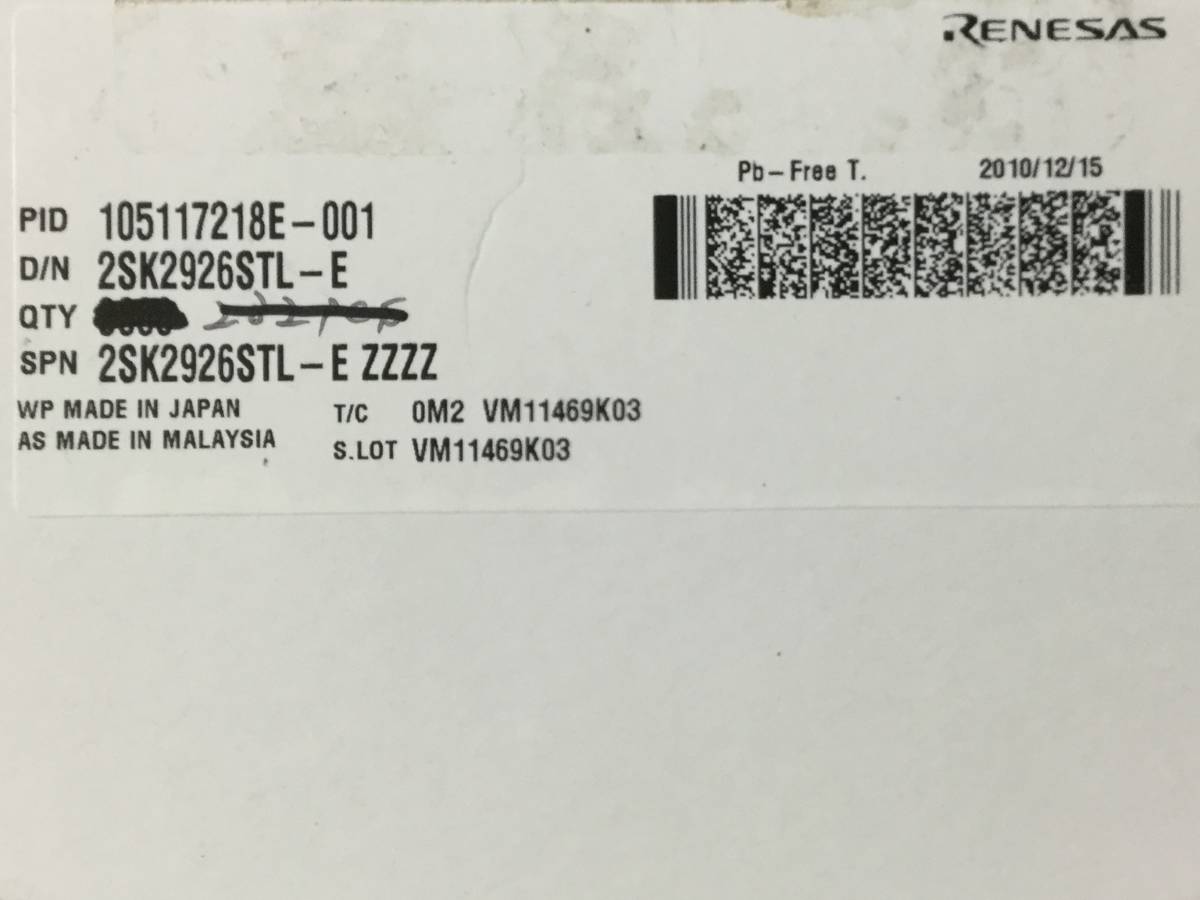 RENESAS
Pb-Free T. 2010/12/15
PID 105117218E-001
D/N 2SK2926STL-E
QTY
SPN 2SK2926STL-E ZZZZ
WP MADE IN JAPAN T/C 0M2 VM11469K03
AS MADE IN MALAYSIA S.LOT VM11469K03